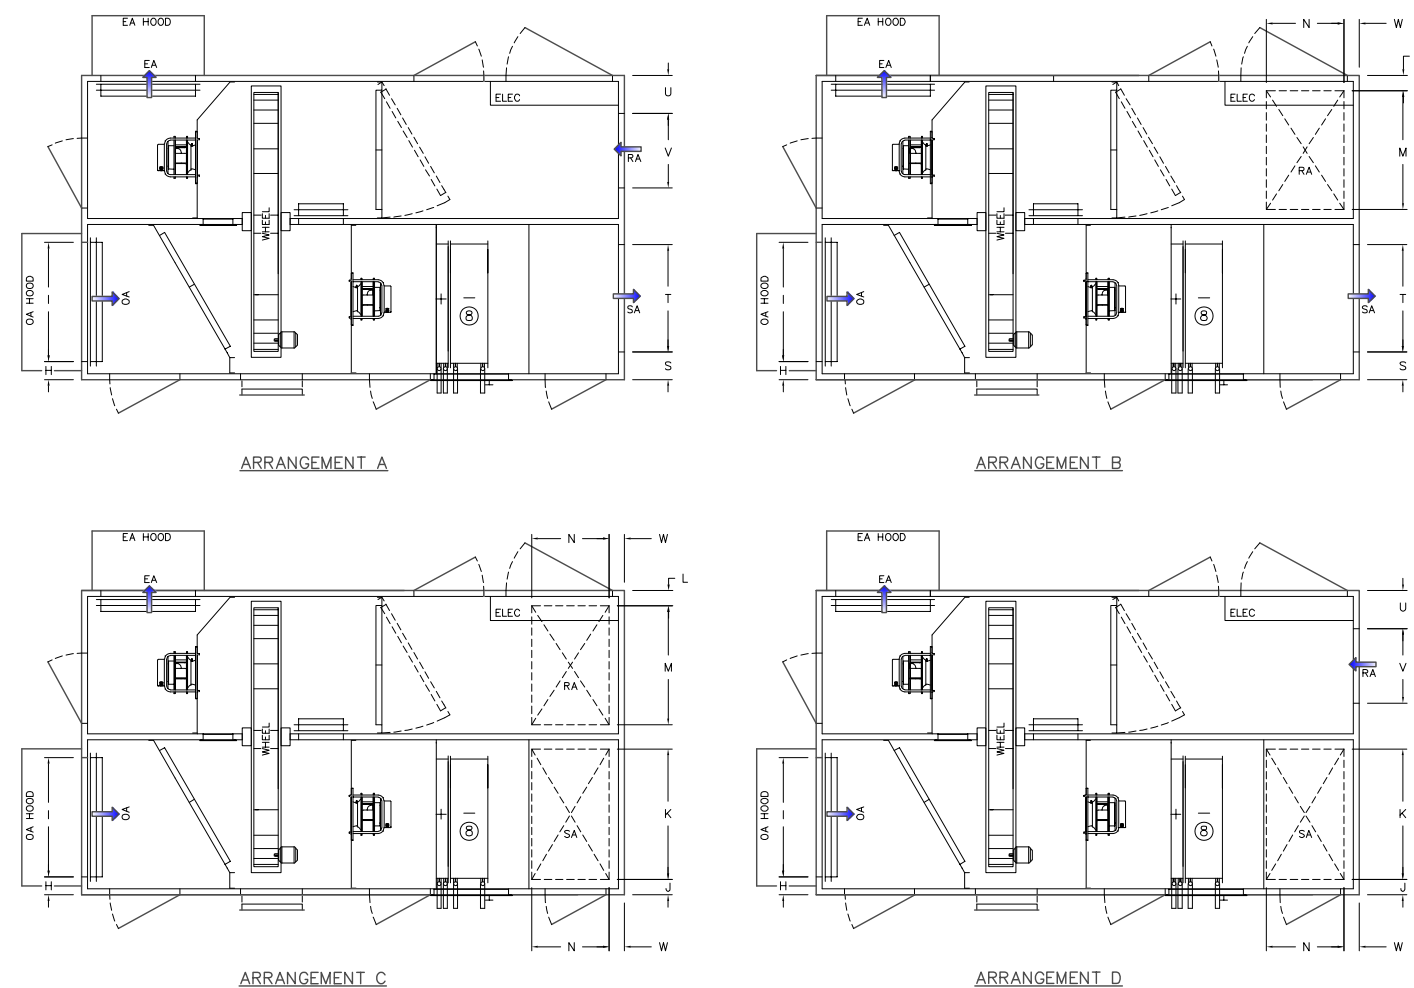 EA HOOD
EA
U
ELEC
V
RA
WHEEL
OA HOOD
I
OA
I
8
T
SA
H
S
ARRANGEMENT A
EA HOOD
N
W
EA
ELEC
M
RA
WHEEL
OA HOOD
I
OA
I
8
T
SA
H
S
ARRANGEMENT B
EA HOOD
N
W
EA
L
ELEC
M
RA
WHEEL
OA HOOD
I
OA
I
8
K
SA
H
J
N
W
ARRANGEMENT C
EA HOOD
EA
U
ELEC
V
RA
WHEEL
OA HOOD
I
OA
I
8
K
SA
H
J
N
W
ARRANGEMENT D